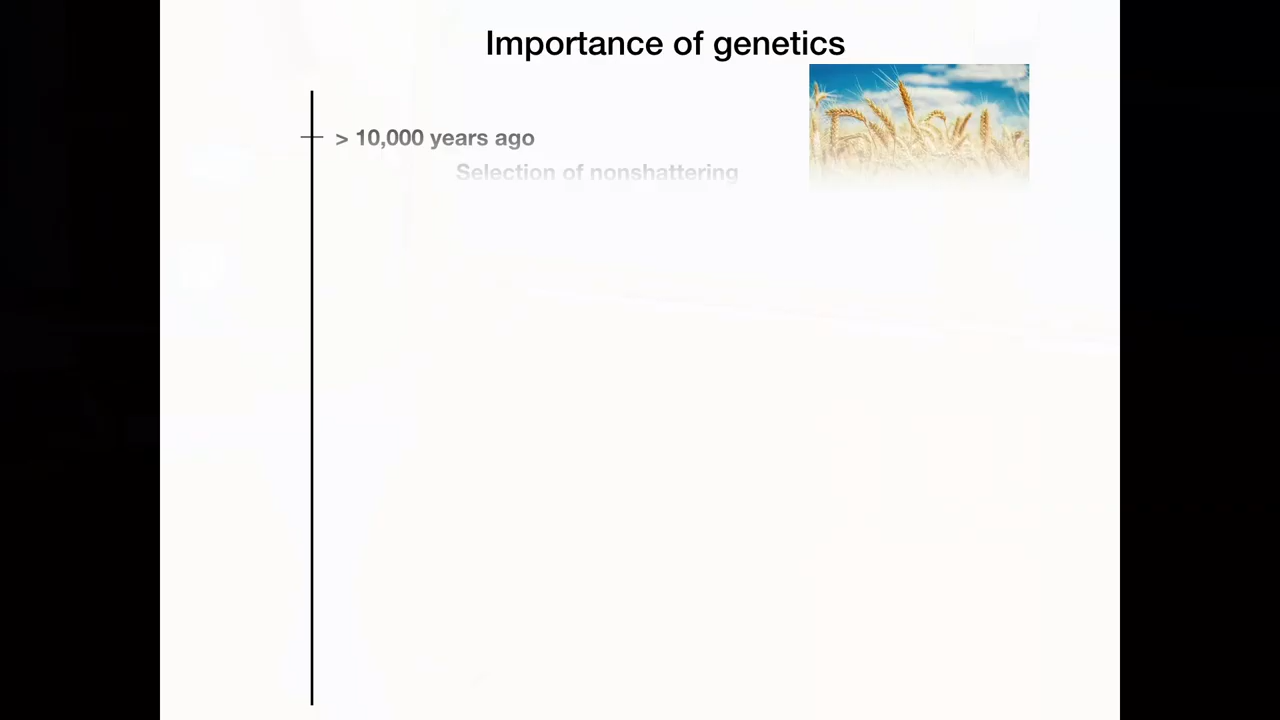 Importance of genetics
> 10,000 years ago
Selection of nonshattering